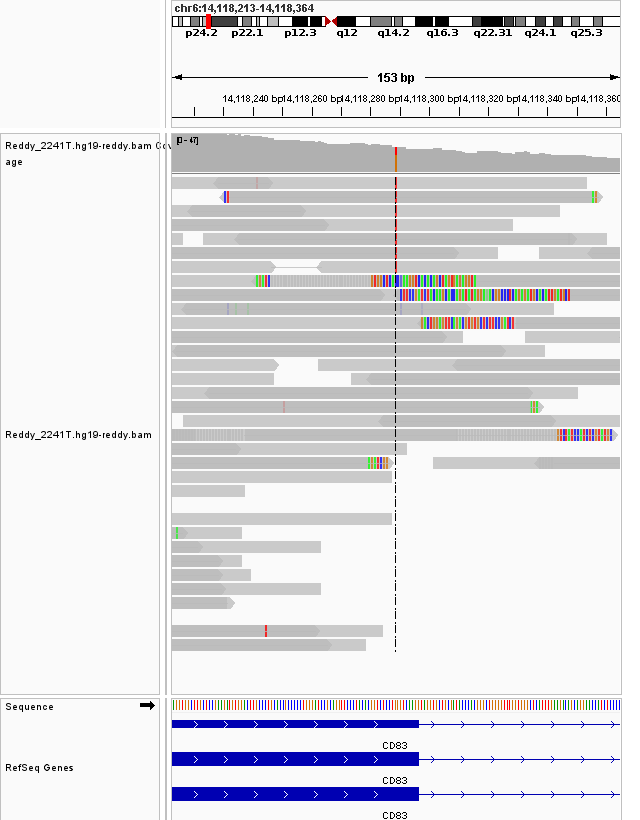 chr6:14,118,213-14,118,364
p24.2 p22.1 p12.3 q12 q14.2 q16.3 q22.31 q24.1 q25.3
153 bp
14,118,240 bp 14,118,260 bp 14,118,280 bp 14,118,300 bp 14,118,320 bp 14,118,340 bp 14,118,360
Reddy_2241T.hg19-reddy.bam Cov
age
[0 - 47]
Reddy_2241T.hg19-reddy.bam
Sequence
CD83
RefSeq Genes
CD83
CD83